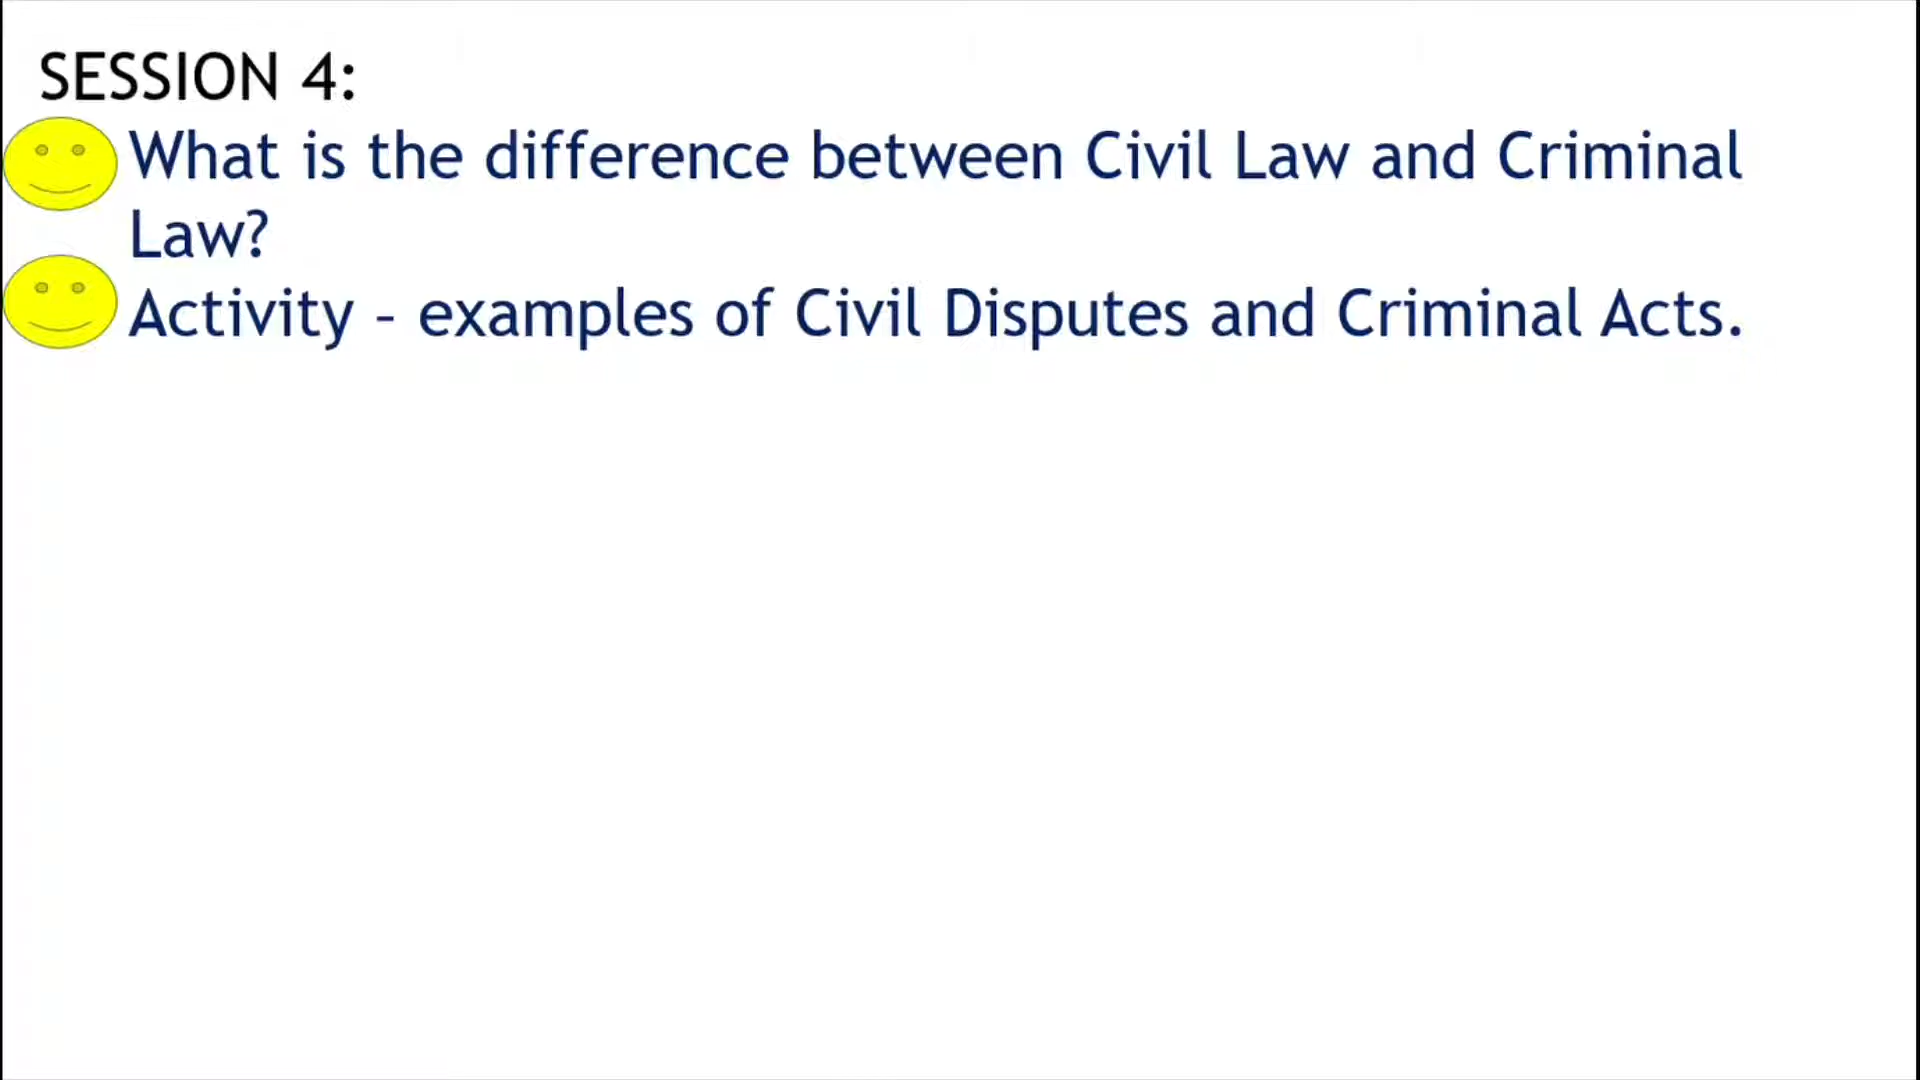 SESSION 4:
What is the difference between Civil Law and Criminal
Law?
Activity - examples of Civil Disputes and Criminal Acts.